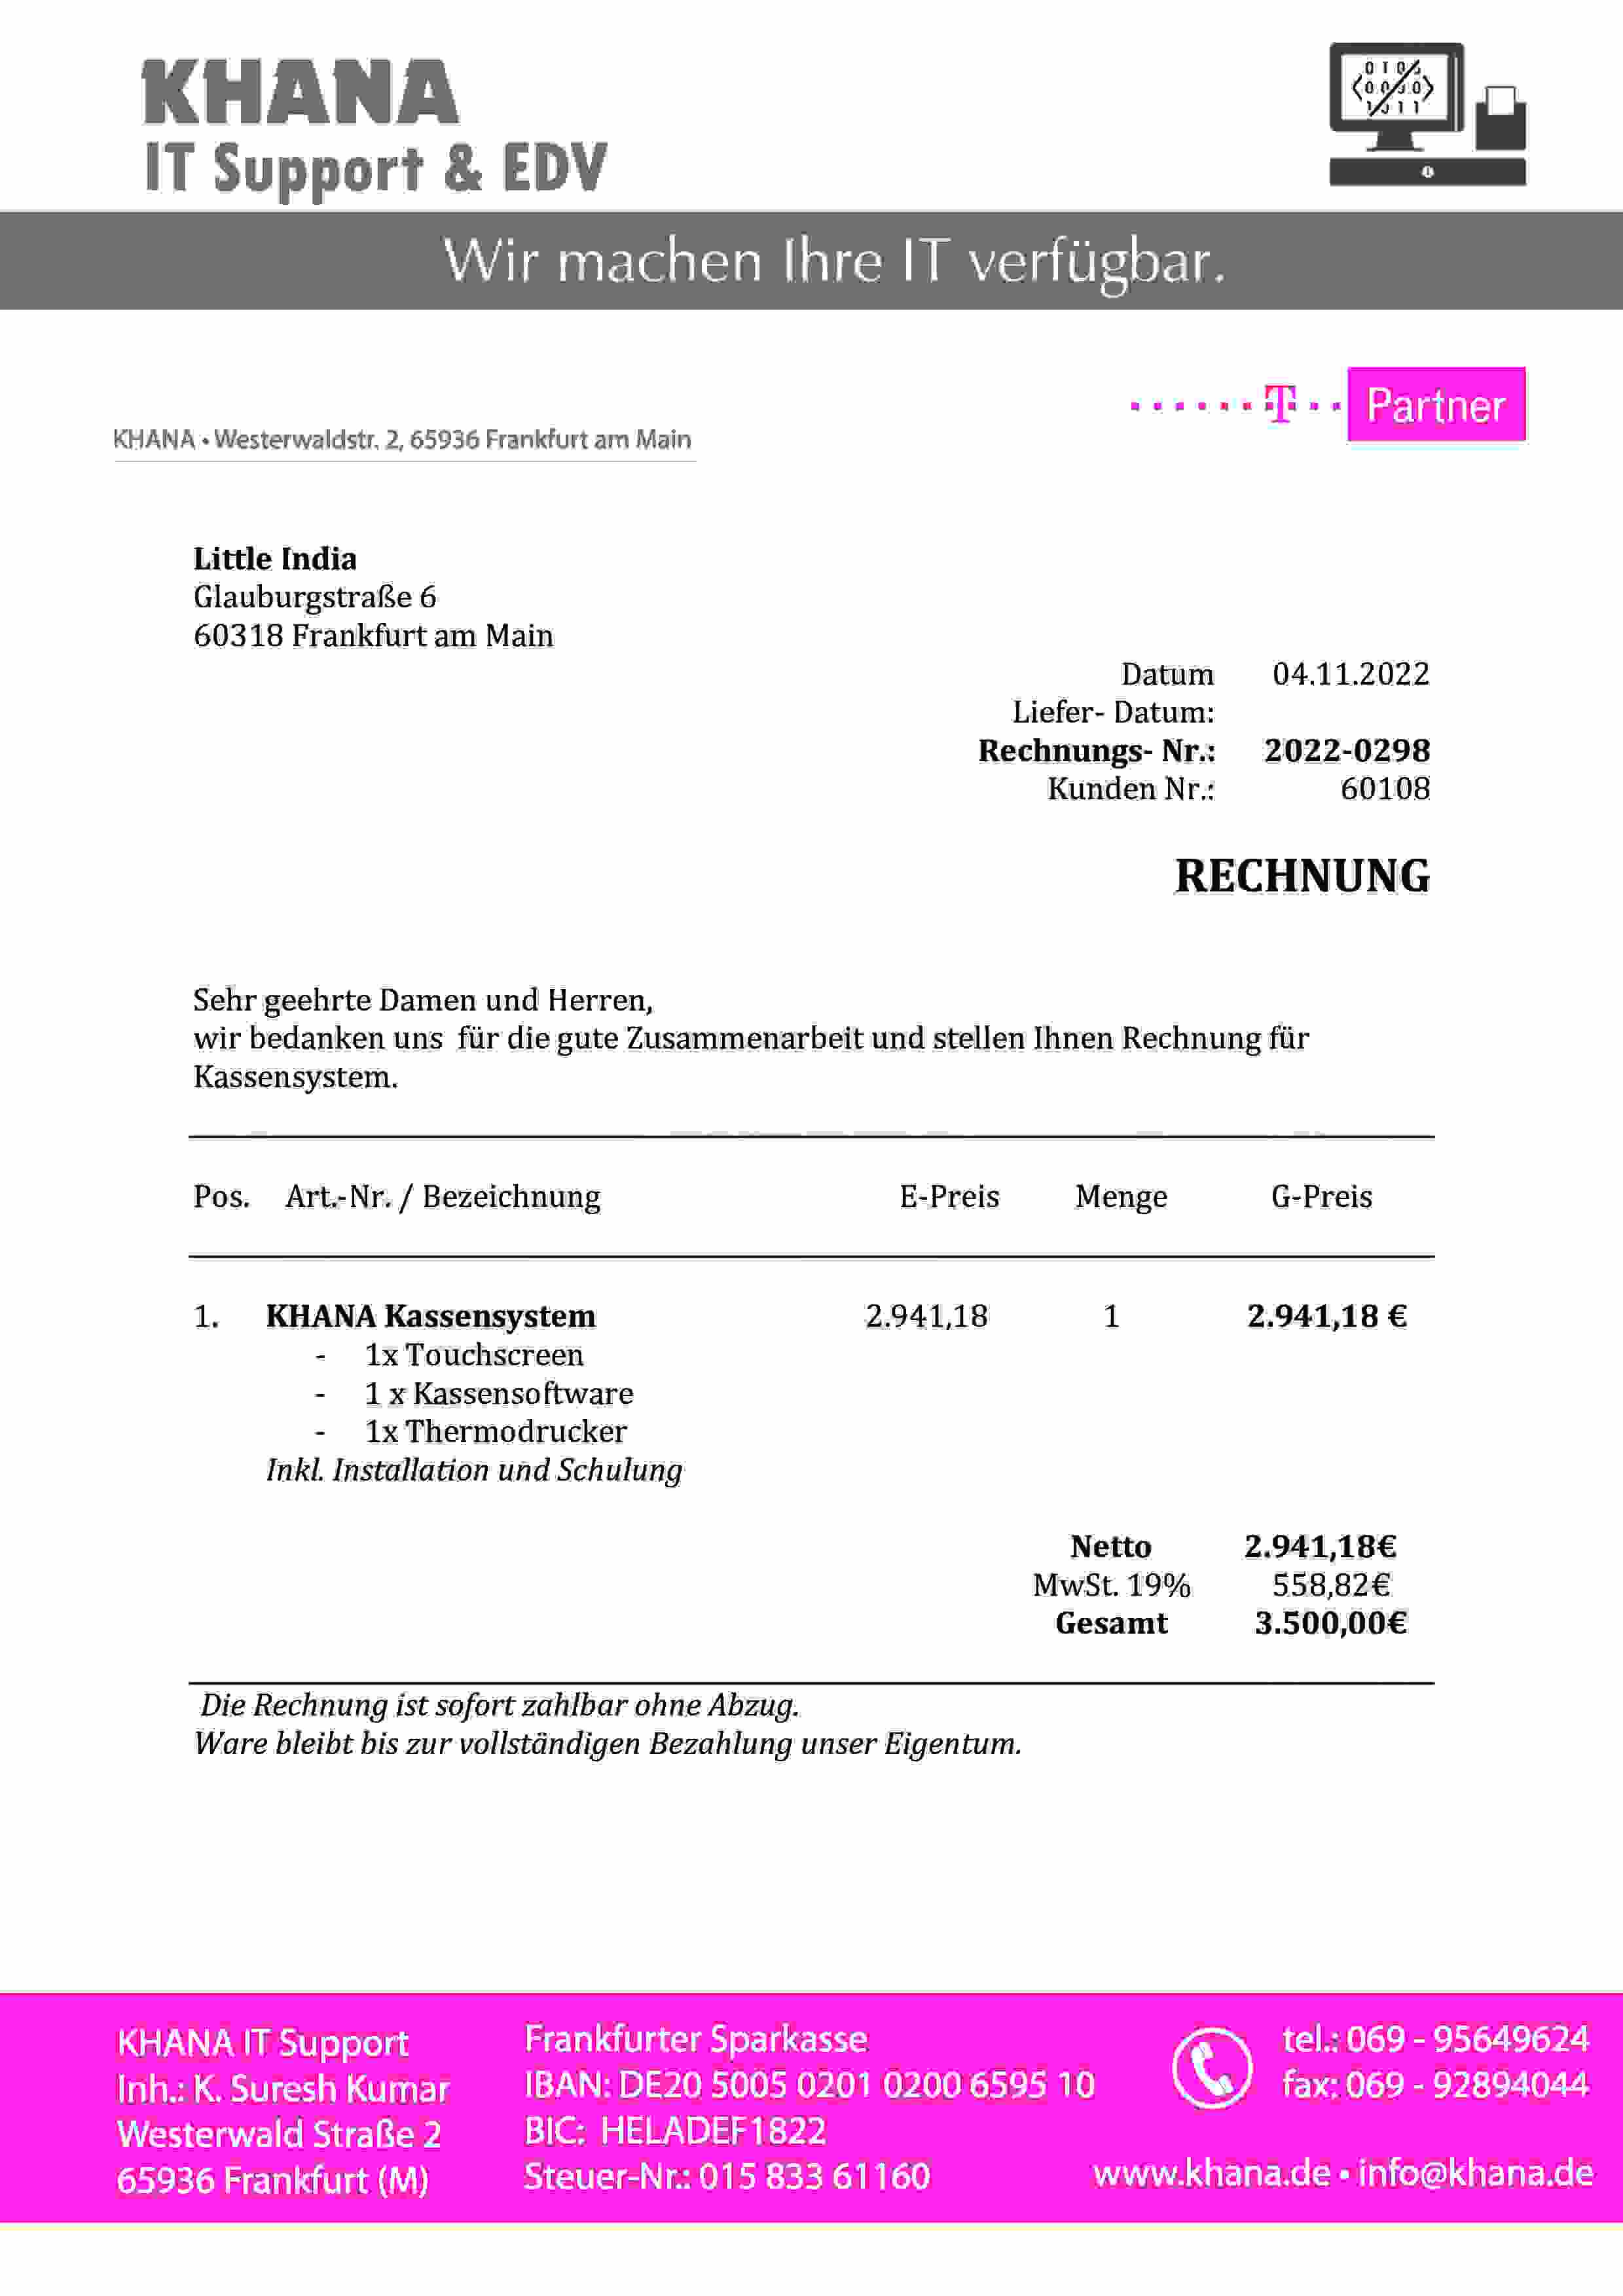 KHANA
IT Support & EDV
Wir machen Ihre IT verfügbar.
T Partner
KHANA • Westerwaldstr. 2, 65936 Frankfurt am Main
Little India
Glauburgstraße 6
60318 Frankfurt am Main
Datum 04.11.2022
Liefer- Datum:
Rechnungs- Nr.: 2022-0298
Kunden Nr.: 60108
RECHNUNG
Sehr geehrte Damen und Herren,
wir bedanken uns für die gute Zusammenarbeit und stellen Ihnen Rechnung für
Kassensystem.
Pos. Art.-Nr. / Bezeichnung E-Preis Menge G-Preis
1. KHANA Kassensystem 2.941,18 1 2.941,18 €
- 1x Touchscreen
- 1 x Kassensoftware
- 1x Thermodrucker
Inkl. Installation und Schulung
Netto 2.941,18€
MwSt. 19% 558,82€
Gesamt 3.500,00€
Die Rechnung ist sofort zahlbar ohne Abzug.
Ware bleibt bis zur vollständigen Bezahlung unser Eigentum.
KHANA IT Support
Inh.: K. Suresh Kumar
Westerwald Straße 2
65936 Frankfurt (M)
Frankfurter Sparkasse
IBAN: DE20 5005 0201 0200 6595 10
BIC: HELADEF1822
Steuer-Nr.: 015 833 61160
tel.: 069 - 95649624
fax: 069 - 92894044
www.khana.de • info@khana.de